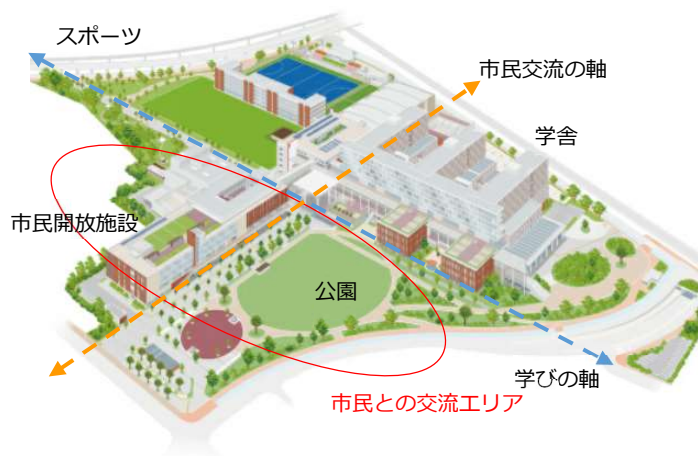 スポーツ
市民交流の軸
学舎
市民開放施設
公園
学びの軸
市民との交流エリア